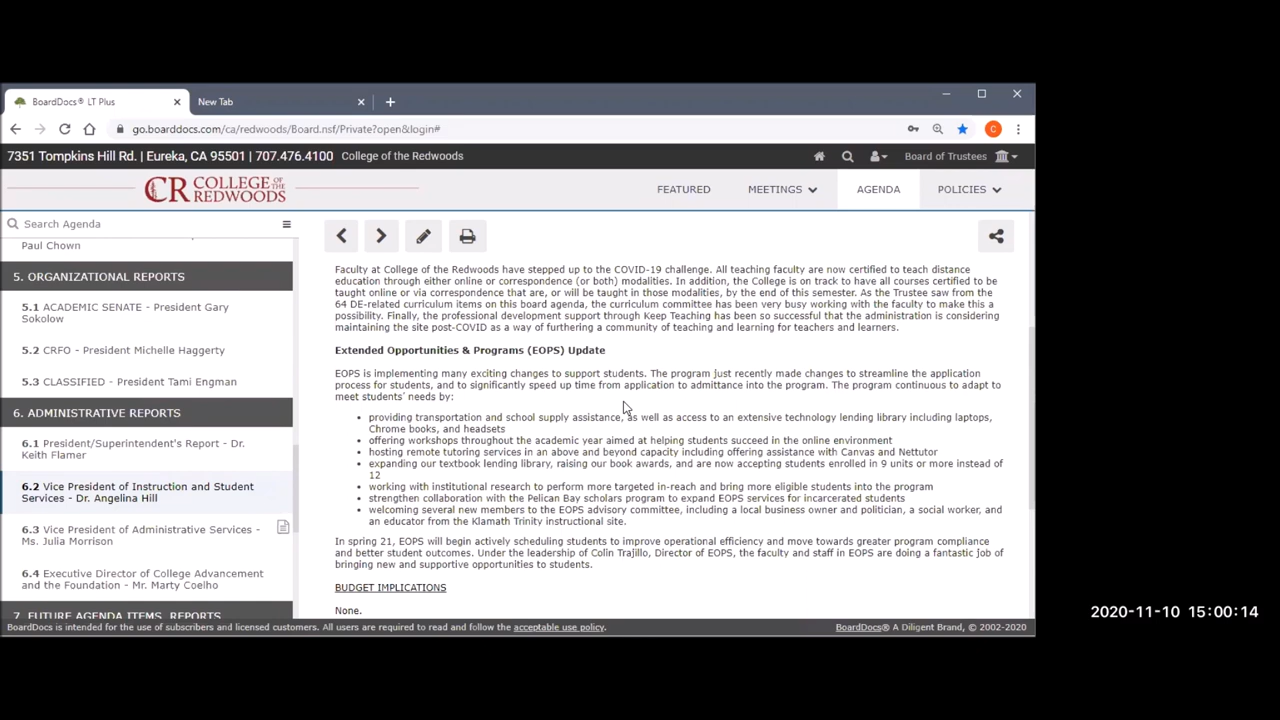 BoardDocs® LT Plus
New Tab
go.boarddocs.com/ca/redwoods/Board.nsf/Private?open&login#
C
7351 Tompkins Hill Rd. | Eureka, CA 95501 | 707.476.4100 College of the Redwoods
Board of Trustees
CR COLLEGE OF THE REDWOODS
FEATURED
MEETINGS
AGENDA
POLICIES
Search Agenda
Paul Chown
5. ORGANIZATIONAL REPORTS
5.1 ACADEMIC SENATE - President Gary
Sokolow
5.2 CRFO - President Michelle Haggerty
5.3 CLASSIFIED - President Tami Engman
6. ADMINISTRATIVE REPORTS
6.1 President/Superintendent's Report - Dr.
Keith Flamer
6.2 Vice President of Instruction and Student
Services - Dr. Angelina Hill
6.3 Vice President of Administrative Services -
Ms. Julia Morrison
6.4 Executive Director of College Advancement
and the Foundation - Mr. Marty Coelho
7. FUTURE AGENDA ITEMS, REPORTS
Faculty at College of the Redwoods have stepped up to the COVID-19 challenge. All teaching faculty are now certified to teach distance
education through either online or correspondence (or both) modalities. In addition, the College is on track to have all courses certified to be
taught online or via correspondence that are, or will be taught in those modalities, by the end of this semester. As the Trustee saw from the
64 DE-related curriculum items on this board agenda, the curriculum committee has been very busy working with the faculty to make this a
possibility. Finally, the professional development support through Keep Teaching has been so successful that the administration is considering
maintaining the site post-COVID as a way of furthering a community of teaching and learning for teachers and learners.
Extended Opportunities & Programs (EOPS) Update
EOPS is implementing many exciting changes to support students. The program just recently made changes to streamline the application
process for students, and to significantly speed up time from application to admittance into the program. The program continuous to adapt to
meet students' needs by:
• providing transportation and school supply assistance, as well as access to an extensive technology lending library including laptops,
Chrome books, and headsets
• offering workshops throughout the academic year aimed at helping students succeed in the online environment
• hosting remote tutoring services in an above and beyond capacity including offering assistance with Canvas and Nettutor
• expanding our textbook lending library, raising our book awards, and are now accepting students enrolled in 9 units or more instead of
12
• working with institutional research to perform more targeted in-reach and bring more eligible students into the program
• strengthen collaboration with the Pelican Bay scholars program to expand EOPS services for incarcerated students
• welcoming several new members to the EOPS advisory committee, including a local business owner and politician, a social worker, and
an educator from the Klamath Trinity instructional site.
In spring 21, EOPS will begin actively scheduling students to improve operational efficiency and move towards greater program compliance
and better student outcomes. Under the leadership of Colin Trajillo, Director of EOPS, the faculty and staff in EOPS are doing a fantastic job of
bringing new and supportive opportunities to students.
BUDGET IMPLICATIONS
None.
BoardDocs is intended for the use of subscribers and licensed customers. All users are required to read and follow the acceptable use policy.
BoardDocs® A Diligent Brand, © 2002-2020
2020-11-10 15:00:14